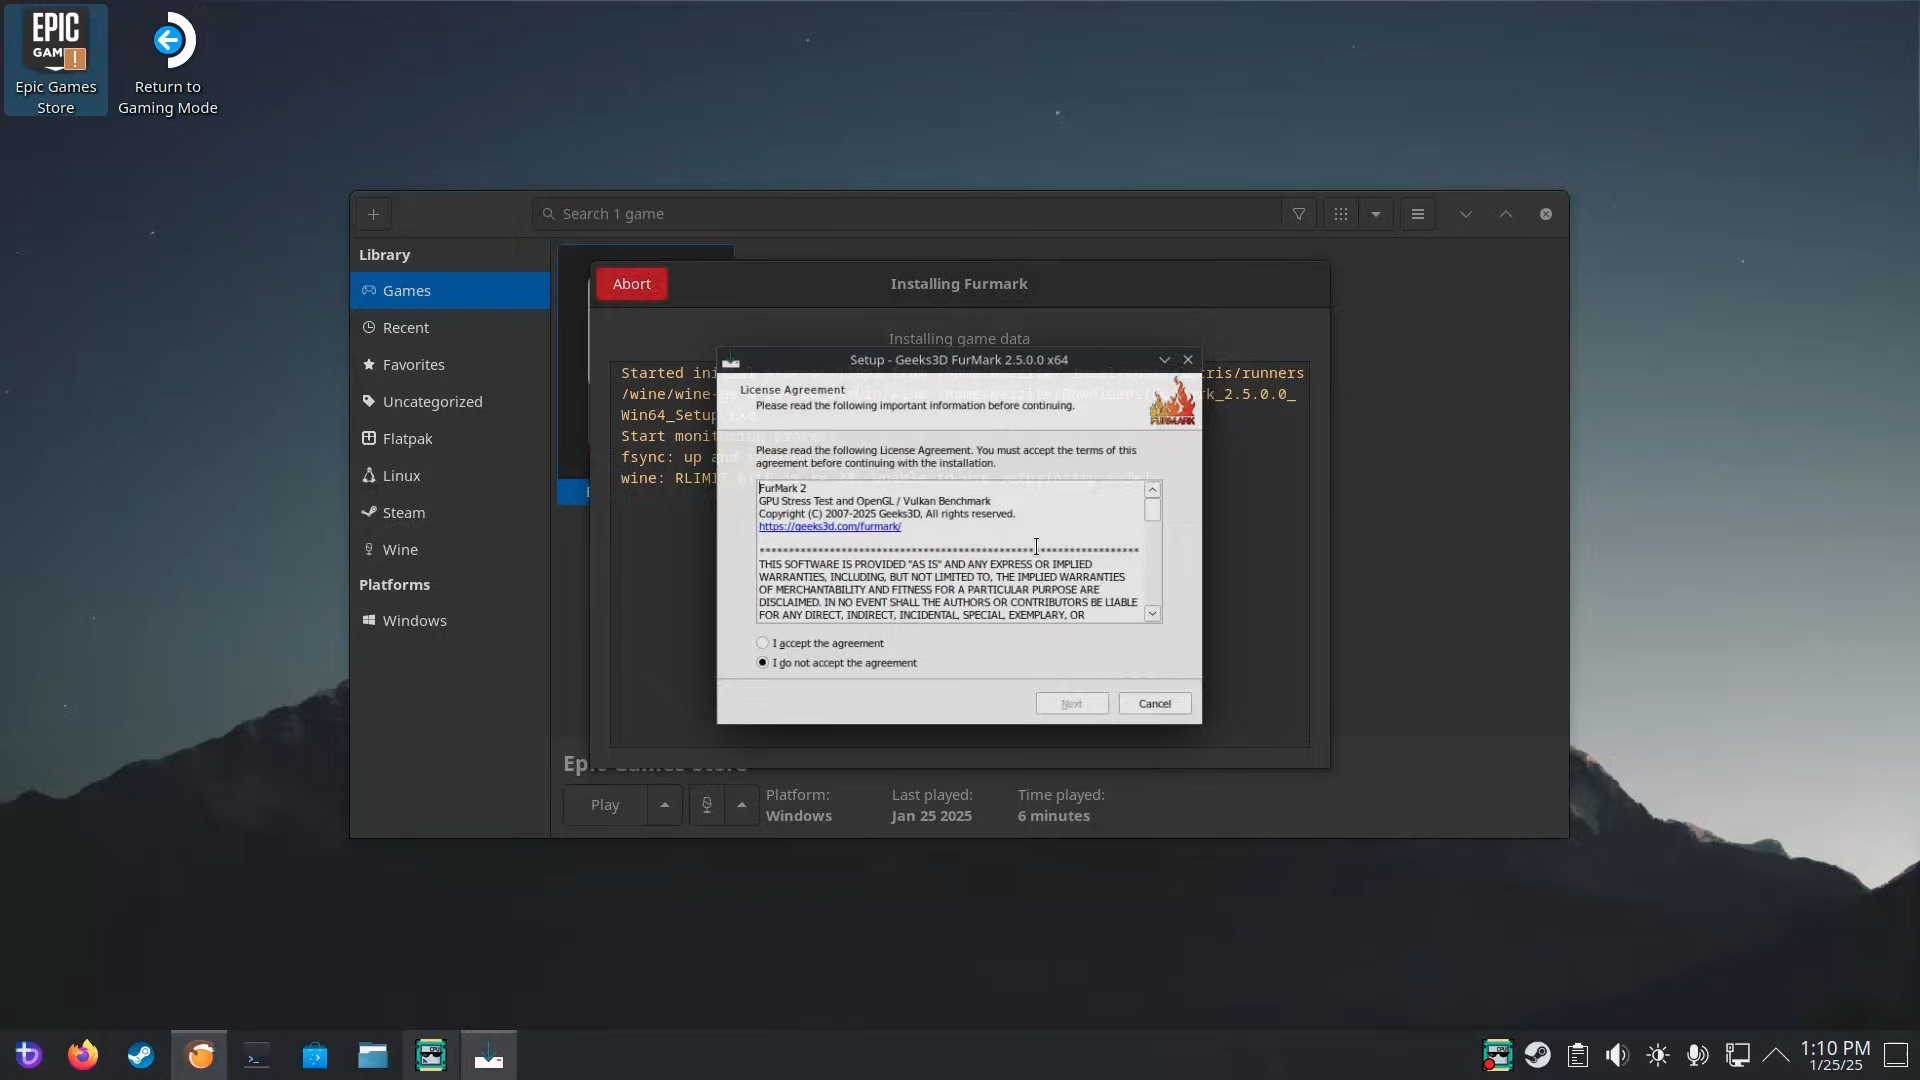 EPIC
GAM
Epic Games
Store
Return to
Gaming Mode
Search 1 game
Library
Games
Recent
Favorites
Uncategorized
Flatpak
Linux
Steam
Wine
Platforms
Windows
Abort
Installing Furmark
Installing game data
Started in
ris/runners
/wine/wine-
k_2.5.0.0_
Win64_Setup
Start monit
fsync: up
wine: RLIMI
Setup - Geeks3D FurMark 2.5.0.0 x64
License Agreement
Please read the following important information before continuing.
FURMARK
Please read the following License Agreement. You must accept the terms of this
agreement before continuing with the installation.
FurMark 2
GPU Stress Test and OpenGL / Vulkan Benchmark
Copyright (C) 2007-2025 Geeks3D, All rights reserved.
https://geeks3d.com/furmark/
THIS SOFTWARE IS PROVIDED "AS IS" AND ANY EXPRESS OR IMPLIED
WARRANTIES, INCLUDING, BUT NOT LIMITED TO, THE IMPLIED WARRANTIES
OF MERCHANTABILITY AND FITNESS FOR A PARTICULAR PURPOSE ARE
DISCLAIMED. IN NO EVENT SHALL THE AUTHORS OR CONTRIBUTORS BE LIABLE
FOR ANY DIRECT, INDIRECT, INCIDENTAL, SPECIAL, EXEMPLARY, OR
I accept the agreement
I do not accept the agreement
Next
Cancel
Epic Games Store
Play
Platform:
Windows
Last played:
Jan 25 2025
Time played:
6 minutes
1:10 PM
1/25/25